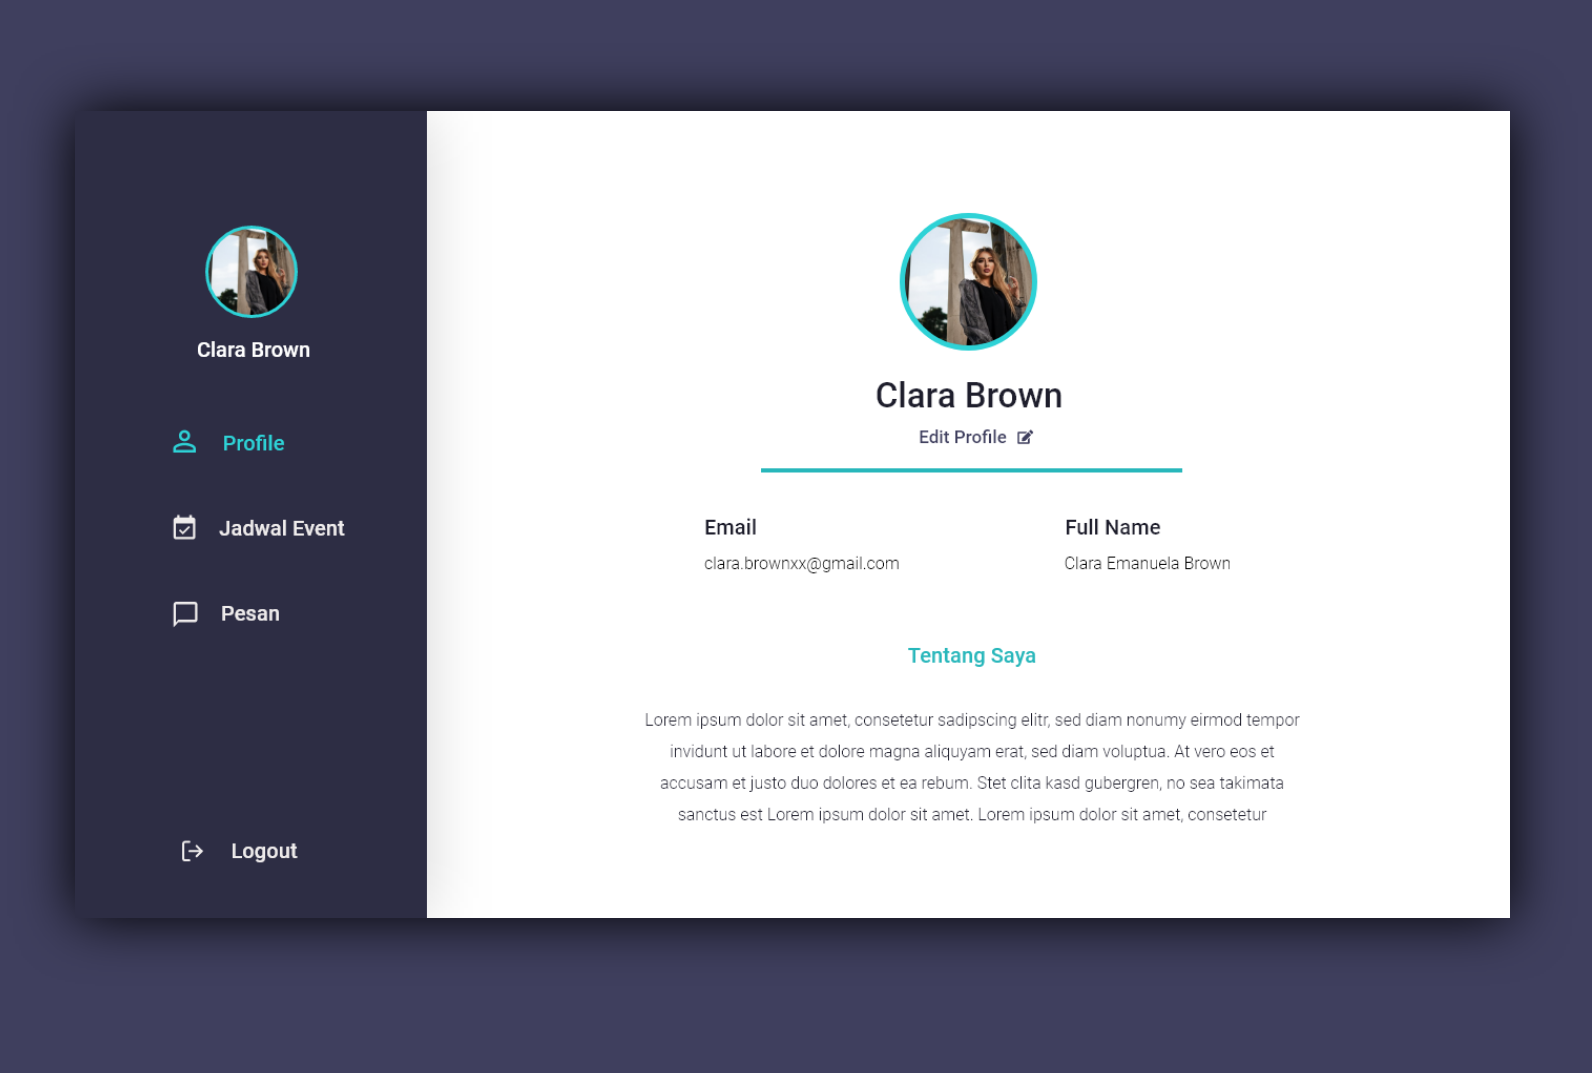 Clara Brown
Profile
Jadwal Event
Pesan
Logout
Clara Brown
Edit Profile
Email
clara.brownxx@gmail.com
Full Name
Clara Emanuela Brown
Tentang Saya
Lorem ipsum dolor sit amet, consetetur sadipscing elitr, sed diam nonumy eirmod tempor
invidunt ut labore et dolore magna aliquyam erat, sed diam voluptua. At vero eos et
accusam et justo duo dolores et ea rebum. Stet clita kasd gubergren, no sea takimata
sanctus est Lorem ipsum dolor sit amet. Lorem ipsum dolor sit amet, consetetur